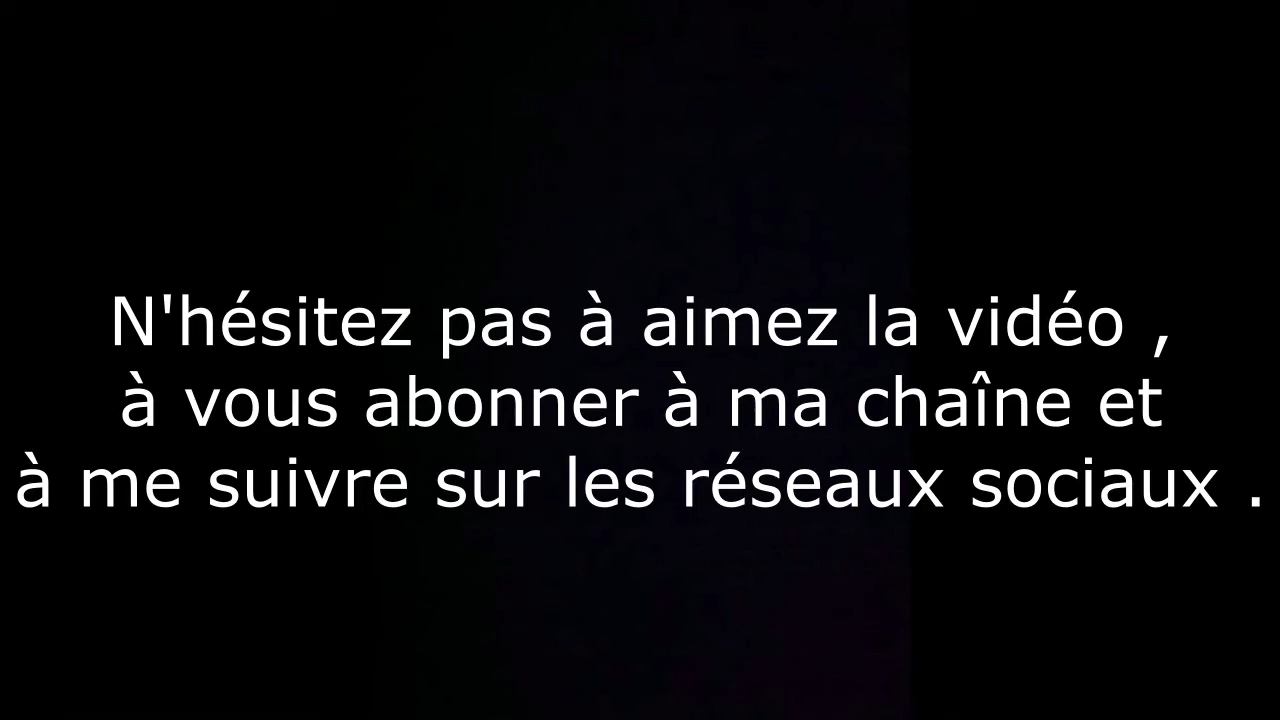 N'hésitez pas à aimez la vidéo ,
à vous abonner à ma chaîne et
à me suivre sur les réseaux sociaux .